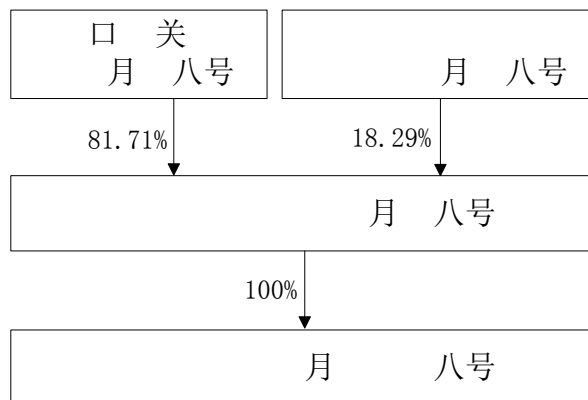 口 关
月 八号
月 八号
81.71%
18.29%
月 八号
100%
月 八号